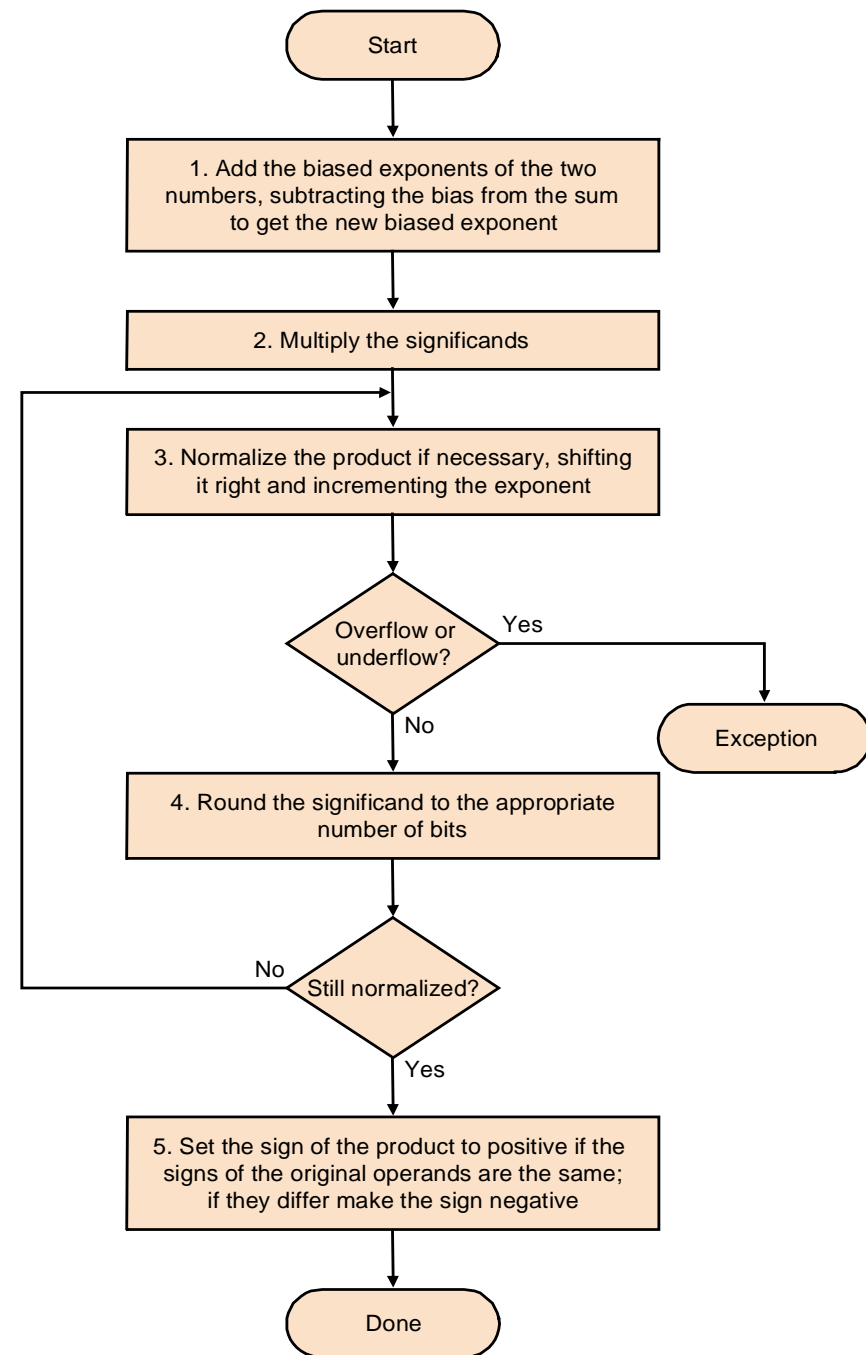 Start
1. Add the biased exponents of the two
numbers, subtracting the bias from the sum
to get the new biased exponent
2. Multiply the significands
3. Normalize the product if necessary, shifting
it right and incrementing the exponent
Overflow or
underflow?
Yes
No
Exception
4. Round the significand to the appropriate
number of bits
No
Still normalized?
Yes
5. Set the sign of the product to positive if the
signs of the original operands are the same;
if they differ make the sign negative
Done